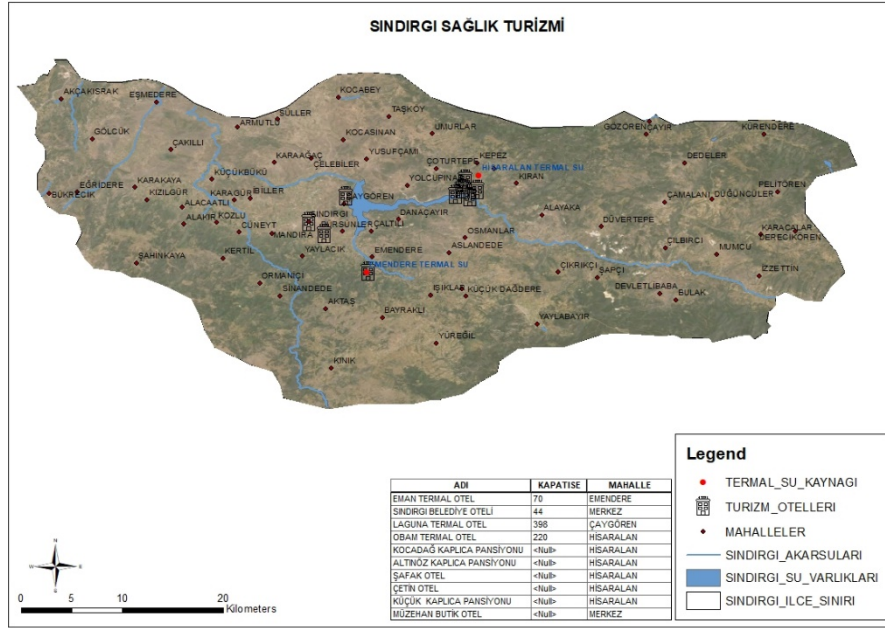 SINDIRGI SAĞLIK TURİZMİ
KOCABEY
AKÇAKISRAK
EŞMEDERE
TAŞKÖY
SÜLLER
ARMUTLU
UMURLAR
GÖZÖREN
ÇAYIR
KÜRENDERE
GÖLCÜK
KOCASINAN
ÇAKILLI
YUSUFÇAMI
KARAAĞAÇ
ÇELEBİLER
ÇOTURTEPE
KEPEZ
HİSARALAN TERMAL SU
DEDELER
KÜÇÜKBÜKÜ
YOLCUPINAR
KIRAN
EĞRİDERE
KARAKAYA
BÜKRECİK
KIZILGÜR
KARAGÜR
İBİLLER
ÇAYGÖREN
PELİTÖREN
ÇAMALANI
DÜĞÜNCÜLER
ALACAATLI
ALAKIR
KOZLU
SINDIRGI
DURSUNLER
ÇALTILI
DANAÇAYIR
ALAYAKA
CÜNEYT
MANDIRA
OSMANLAR
DÜVERTEPE
KARACALAR
DERECİKÖREN
ŞAHİNKAYA
KERTİL
YAYLACIK
EMENDERE
ASLANDEDE
ÇILBIRCI
MUMCU
EMENDERE TERMAL SU
ORMANİÇİ
SİNANDEDE
ÇIKRIKÇI
ŞAPÇI
İZZETTİN
AKTAŞ
IŞIKLAR
KÜÇÜK DAĞDERE
DEVLETLİBABA
BULAK
BAYRAKLI
YAYLABAYIR
YÜREĞİL
KINIK
ADI KAPATISE MAHALLE
EMAN TERMAL OTEL 70 EMENDERE
SINDIRGI BELEDİYE OTELİ 44 MERKEZ
LAGUNA TERMAL OTEL 398 ÇAYGÖREN
OBAM TERMAL OTEL 220 HİSARALAN
KOCADAĞ KAPLICA PANSİYONU <Null> HİSARALAN
ALTINÖZ KAPLICA PANSİYONU <Null> HİSARALAN
ŞAFAK OTEL <Null> HİSARALAN
ÇETİN OTEL <Null> HİSARALAN
KÜÇÜK KAPLICA PANSİYONU <Null> HİSARALAN
MÜZEHAN BUTİK OTEL <Null> MERKEZ
Legend
TERMAL_SU_KAYNAGI
TURİZM_OTELLERI
MAHALLELER
SINDIRGI_AKARSULARI
SINDIRGI_SU_VARLIKLARI
SINDIRGI_ILCE_SINIRI
N
W
E
S
0 5 10 20
Kilometers